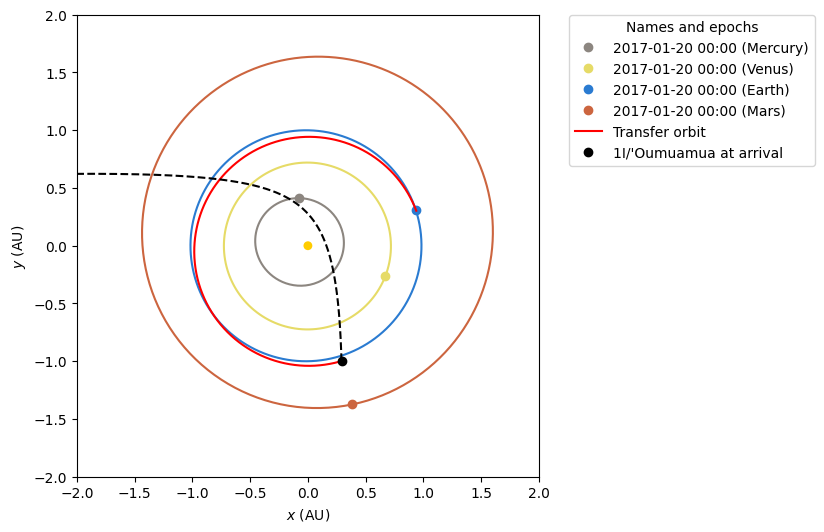 2.0
1.5
1.0
0.5
0.0
−0.5
−1.0
−1.5
−2.0
y (AU)
−2.0 −1.5 −1.0 −0.5 0.0 0.5 1.0 1.5 2.0
x (AU)
Names and epochs
2017-01-20 00:00 (Mercury)
2017-01-20 00:00 (Venus)
2017-01-20 00:00 (Earth)
2017-01-20 00:00 (Mars)
Transfer orbit
1I/'Oumuamua at arrival